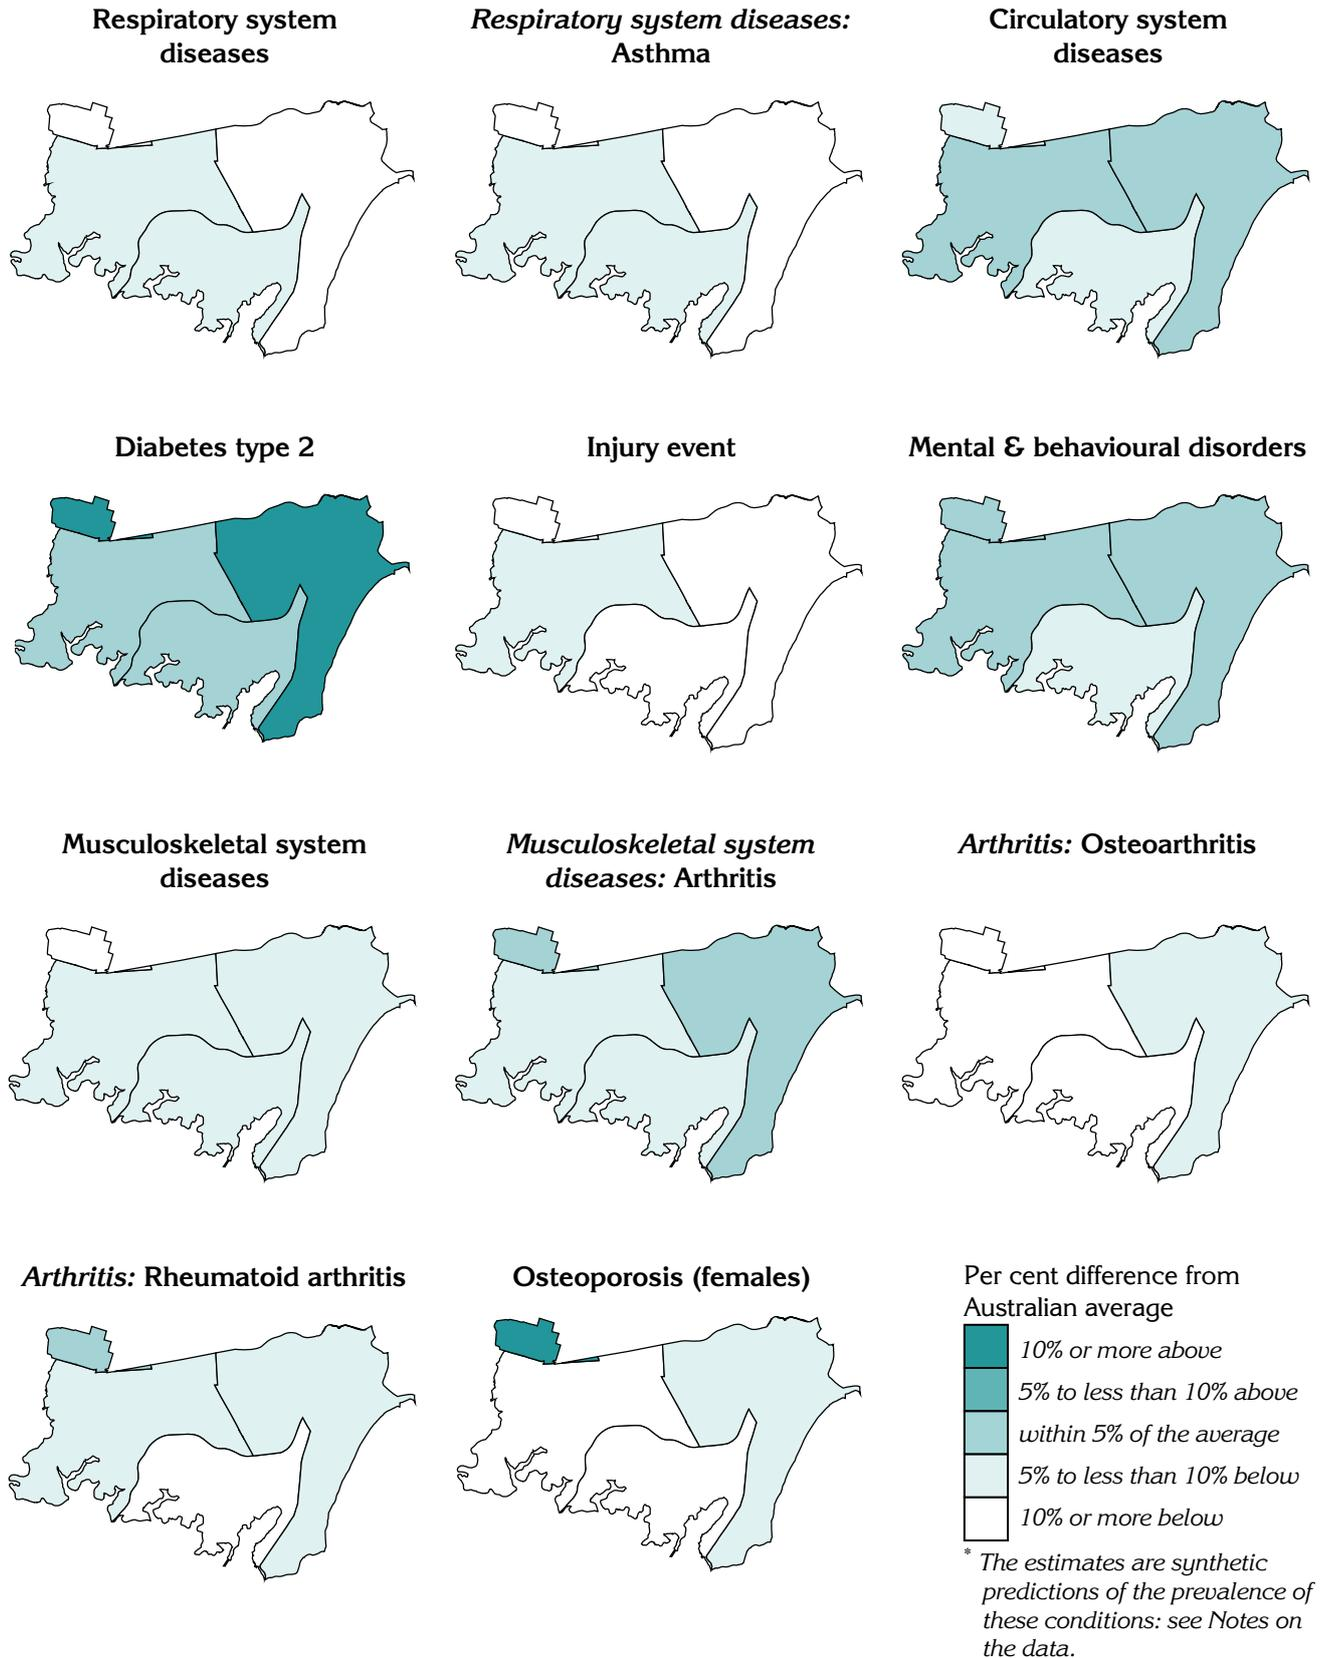 Respiratory system
diseases
Respiratory system diseases:
Asthma
Circulatory system
diseases
Diabetes type 2
Injury event
Mental & behavioural disorders
Musculoskeletal system
diseases
Musculoskeletal system
diseases: Arthritis
Arthritis: Osteoarthritis
Arthritis: Rheumatoid arthritis
Osteoporosis (females)
Per cent difference from
Australian average
10% or more above
5% to less than 10% above
within 5% of the average
5% to less than 10% below
10% or more below
* The estimates are synthetic
predictions of the prevalence of
these conditions: see Notes on
the data.